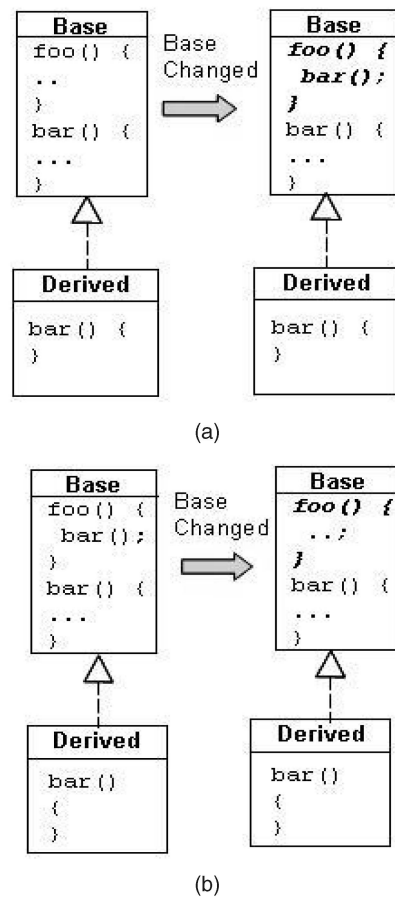 Base
foo() {
..
}
bar() {
...
}
Base
Changed
Base
foo() {
bar();
}
bar() {
...
}
Derived
bar() {
}
Derived
bar() {
}
(a)
Base
foo() {
bar();
}
bar() {
...
}
Base
Changed
Base
foo() {
..;
}
bar() {
...
}
Derived
bar()
{
}
Derived
bar()
{
}
(b)